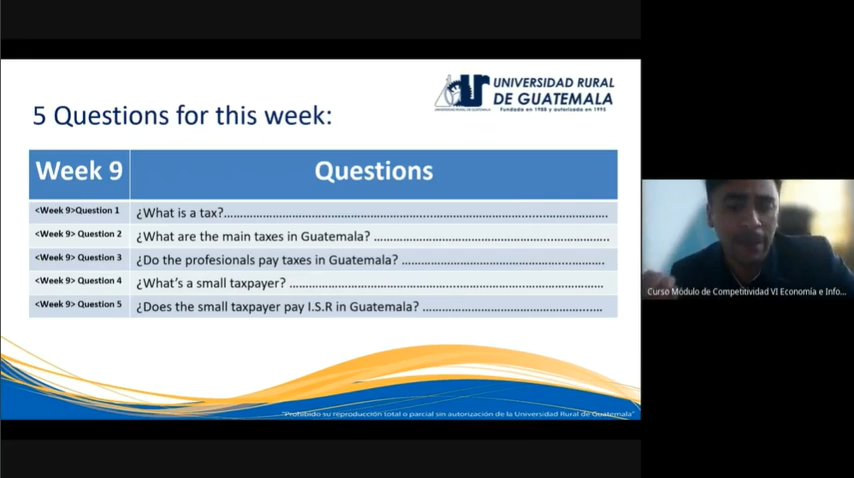 UNIVERSIDAD RURAL
DE GUATEMALA
Fundada en 1988 y autorizada en 1995
5 Questions for this week:
Week 9 Questions
<Week 9>Question 1 ¿What is a tax?..........................................................................................................
<Week 9> Question 2 ¿What are the main taxes in Guatemala? .................................................................
<Week 9> Question 3 ¿Do the profesionals pay taxes in Guatemala? .........................................................
<Week 9> Question 4 ¿What's a small taxpayer? .......................................................................................
<Week 9> Question 5 ¿Does the small taxpayer pay I.S.R in Guatemala? ..................................................
Curso Módulo de Competitividad VI Economía e Info...
"Prohibido su reproducción total o parcial sin autorización de la Universidad Rural de Guatemala"